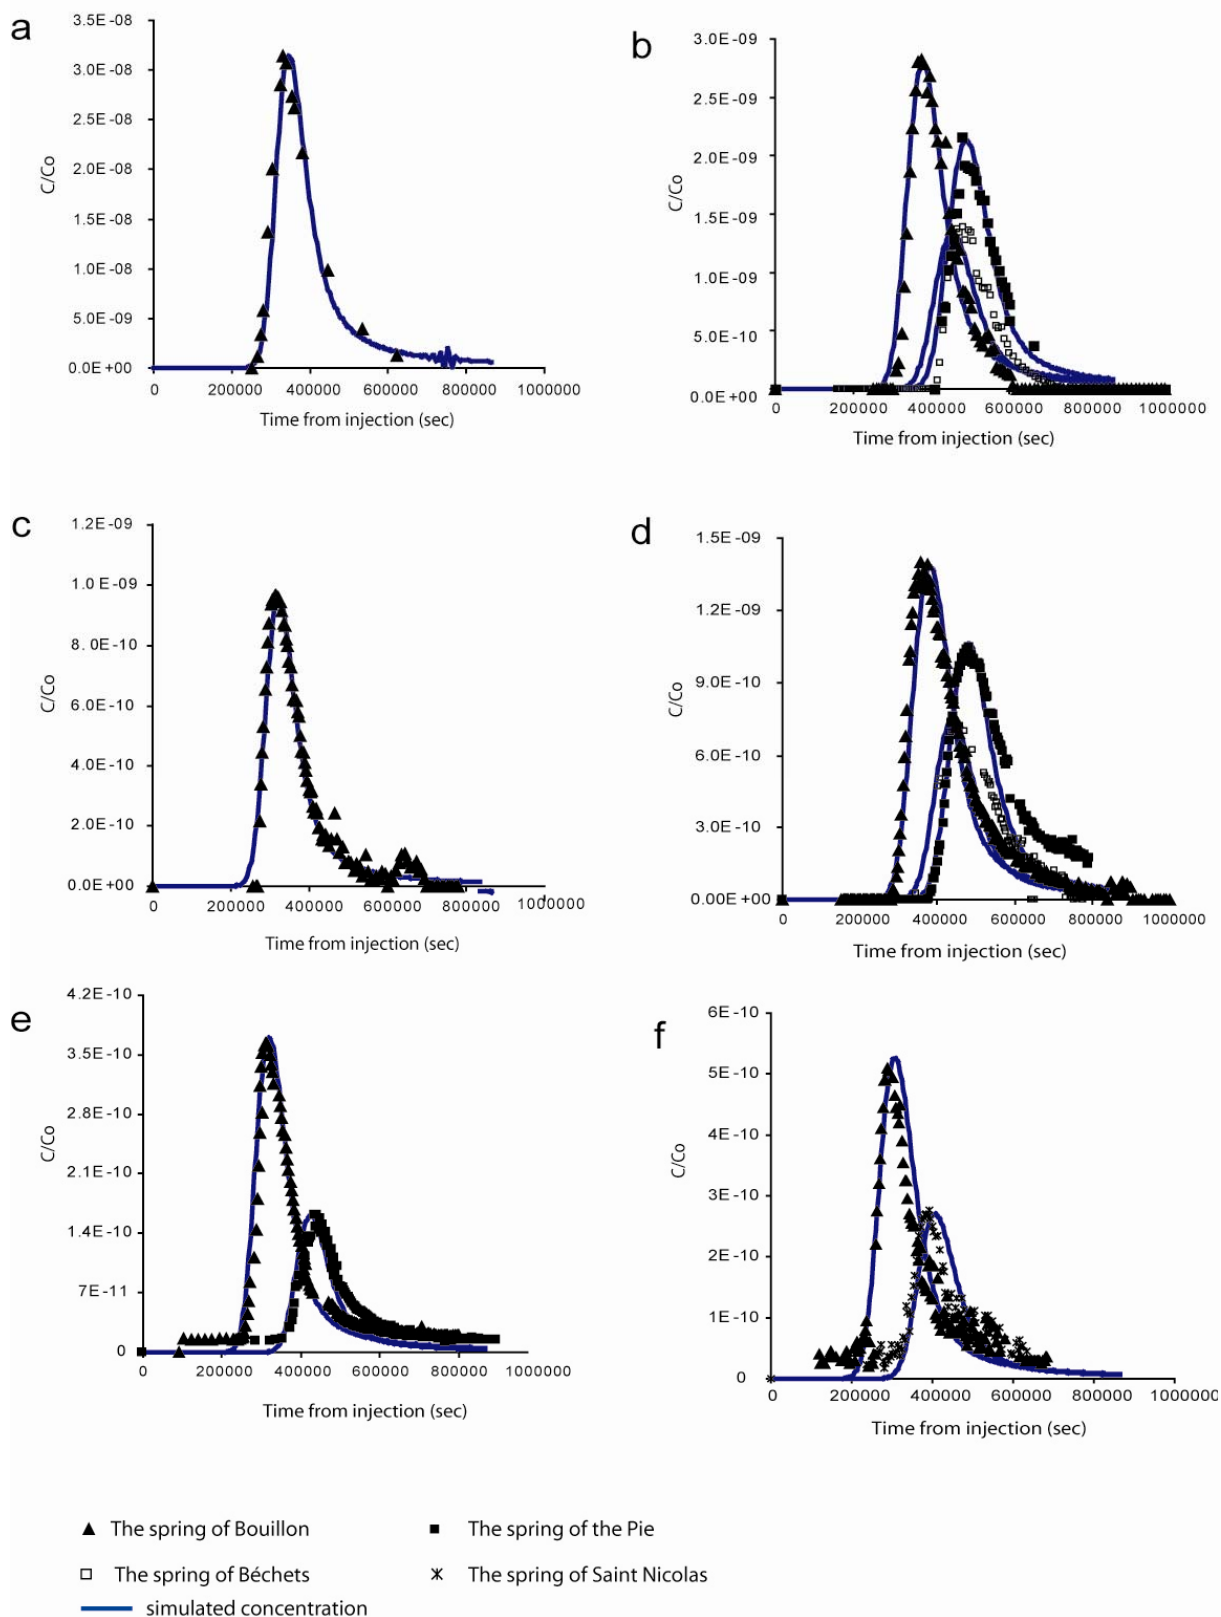 a
3.5E-08
3.0E-08
2.5E-08
2.0E-08
1.5E-08
1.0E-08
5.0E-09
0.0E+00
C/Co
0 200000 400000 600000 800000 1000000
Time from injection (sec)
b
3.0E-09
2.5E-09
2.0E-09
1.5E-09
1.0E-09
5.0E-10
0.0E+00
C/Co
0 200000 400000 600000 800000 1000000
Time from injection (sec)
c
1.2E-09
1.0E-09
8.0E-10
6.0E-10
4.0E-10
2.0E-10
0.0E+00
C/Co
0 200000 400000 600000 800000 1000000
Time from injection (sec)
d
1.5E-09
1.2E-09
9.0E-10
6.0E-10
3.0E-10
0.00E+00
C/Co
0 200000 400000 600000 800000 1000000
Time from injection (sec)
e
4.2E-10
3.5E-10
2.8E-10
2.1E-10
1.4E-10
7E-11
0
C/Co
0 200000 400000 600000 800000 1000000
Time from injection (sec)
f
6E-10
5E-10
4E-10
3E-10
2E-10
1E-10
0
C/Co
0 200000 400000 600000 800000 1000000
Time from injection (sec)
The spring of Bouillon
The spring of the Pie
The spring of Béchets
The spring of Saint Nicolas
simulated concentration